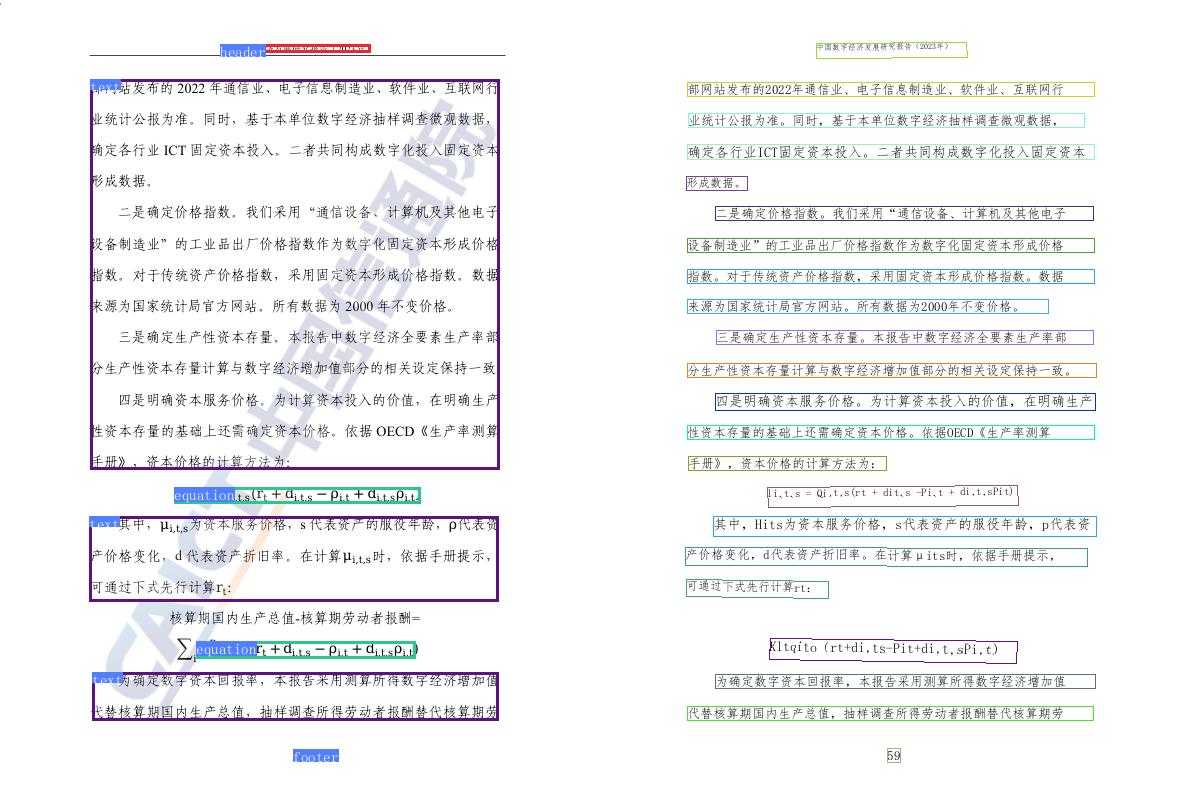 header
text站发布的 2022 年通信业、电子信息制造业、软件业、互联网行
业统计公报为准。同时，基于本单位数字经济抽样调查微观数据，
确定各行业 ICT 固定资本投入。二者共同构成数字化投入固定资本
形成数据。
二是确定价格指数。我们采用“通信设备、计算机及其他电子
设备制造业”的工业品出厂价格指数作为数字化固定资本形成价格
指数。对于传统资产价格指数，采用固定资本形成价格指数。数据
来源为国家统计局官方网站。所有数据为 2000 年不变价格。
三是确定生产性资本存量。本报告中数字经济全要素生产率部
分生产性资本存量计算与数字经济增加值部分的相关设定保持一致
四是明确资本服务价格。为计算资本投入的价值，在明确生产
性资本存量的基础上还需确定资本价格。依据 OECD《生产率测算
手册》，资本价格的计算方法为：
equation t,s(rt + di,t,s − ρi,t + di,t,sρi,t)
text其中，μi,t,s为资本服务价格，s 代表资产的服役年龄，ρ代表资
产价格变化，d 代表资产折旧率。在计算μi,t,s时，依据手册提示，
可通过下式先行计算rt：
核算期国内生产总值-核算期劳动者报酬=
∑i equation rt + di,t,s − ρi,t + di,t,sρi,t)
text为确定数字资本回报率，本报告采用测算所得数字经济增加值
代替核算期国内生产总值，抽样调查所得劳动者报酬替代核算期劳
footer
中国数字经济发展研究报告（2023年）
部网站发布的2022年通信业、电子信息制造业、软件业、互联网行
业统计公报为准。同时，基于本单位数字经济抽样调查微观数据，
确定各行业ICT固定资本投入。二者共同构成数字化投入固定资本
形成数据。
二是确定价格指数。我们采用“通信设备、计算机及其他电子
设备制造业”的工业品出厂价格指数作为数字化固定资本形成价格
指数。对于传统资产价格指数，采用固定资本形成价格指数。数据
来源为国家统计局官方网站。所有数据为2000年不变价格。
三是确定生产性资本存量。本报告中数字经济全要素生产率部
分生产性资本存量计算与数字经济增加值部分的相关设定保持一致。
四是明确资本服务价格。为计算资本投入的价值，在明确生产
性资本存量的基础上还需确定资本价格。依据OECD《生产率测算
手册》，资本价格的计算方法为：
li,t,s = Qi,t,s(rt + dit,s -Pi,t + di,t,sPit)
其中，Hits为资本服务价格，s代表资产的服役年龄，p代表资
产价格变化，d代表资产折旧率。在计算μits时，依据手册提示，
可通过下式先行计算rt：
Kltqito (rt+di,ts-Pit+di,t,sPi,t)
为确定数字资本回报率，本报告采用测算所得数字经济增加值
代替核算期国内生产总值，抽样调查所得劳动者报酬替代核算期劳
59
CAICT 中国信通院